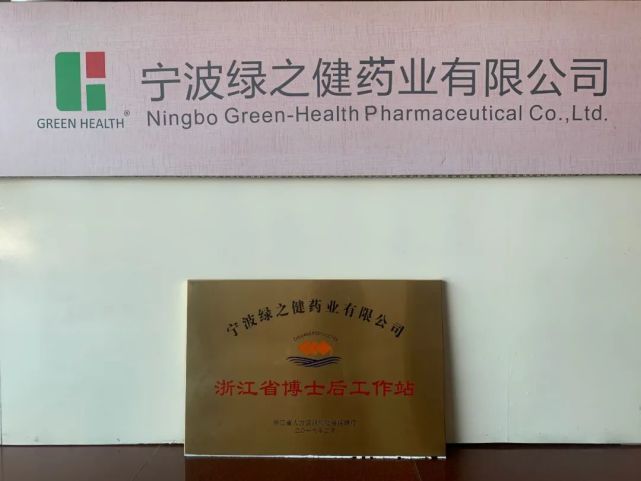 宁波绿之健药业有限公司
GREEN HEALTH®
Ningbo Green-Health Pharmaceutical Co.,Ltd.
宁波绿之健药业有限公司
浙江省博士后工作站